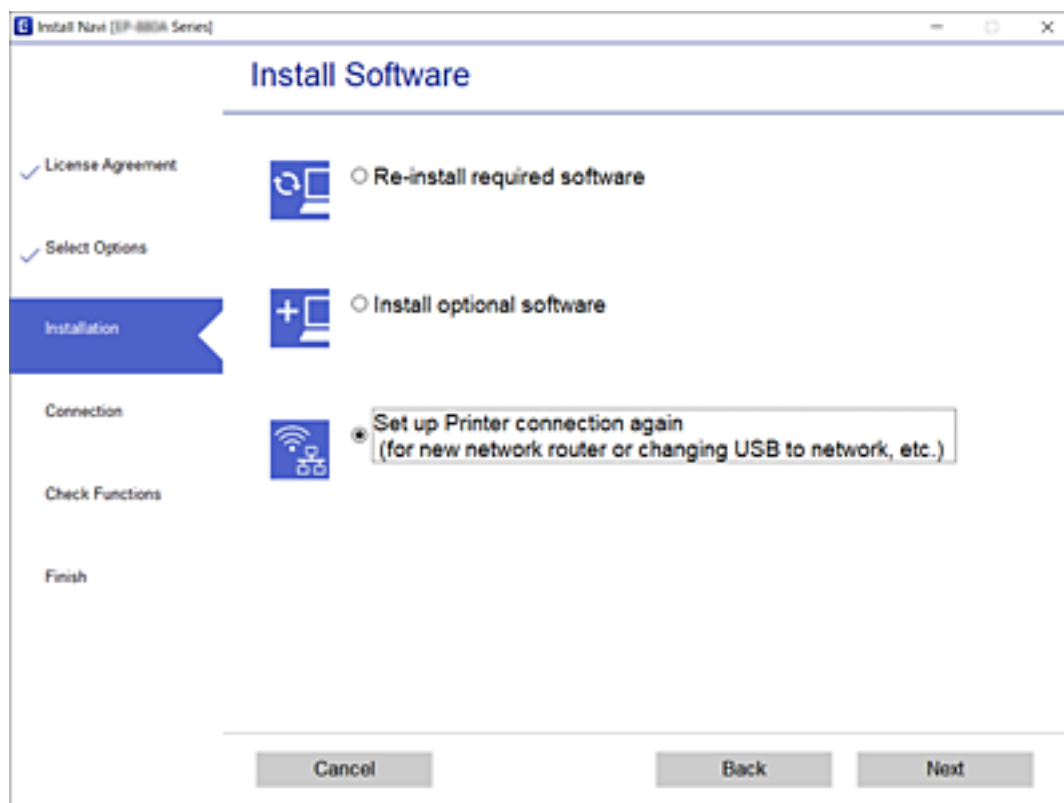 Install Navi [ Series]
Install Software
License Agreement
Select Options
Installation
Connection
Check Functions
Finish
Re-install required software
Install optional software
Set up Printer connection again
(for new network router or changing USB to network, etc.)
Cancel
Back
Next